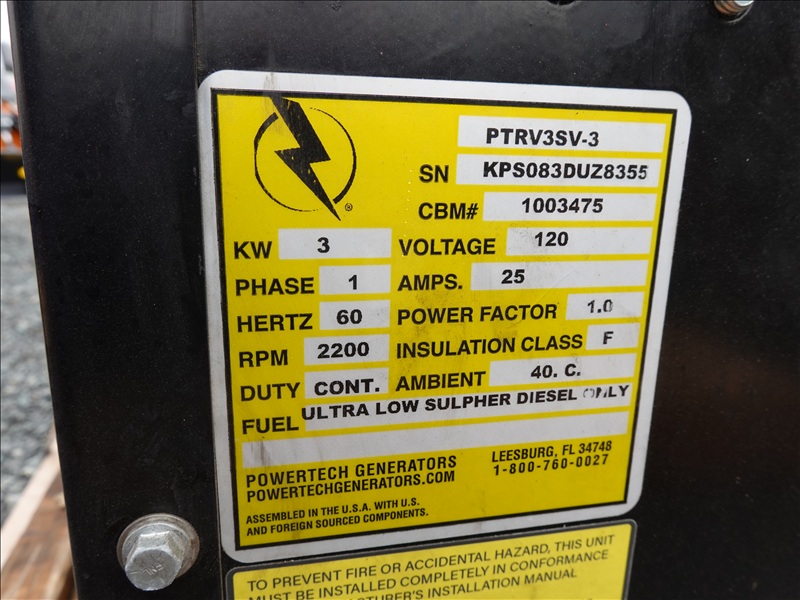 PTRV3SV-3
SN KPS083DUZ8355
CBM# 1003475
KW 3 VOLTAGE 120
PHASE 1 AMPS. 25
HERTZ 60 POWER FACTOR 1.0
RPM 2200 INSULATION CLASS F
DUTY CONT. AMBIENT 40. C.
FUEL ULTRA LOW SULPHER DIESEL ONLY
POWERTECH GENERATORS LEESBURG, FL 34748
POWERTECHGENERATORS.COM 1-800-760-0027
ASSEMBLED IN THE U.S.A. WITH U.S.
AND FOREIGN SOURCED COMPONENTS.
TO PREVENT FIRE OR ACCIDENTAL HAZARD, THIS UNIT
MUST BE INSTALLED COMPLETELY IN CONFORMANCE
INSTALLATION MANUAL